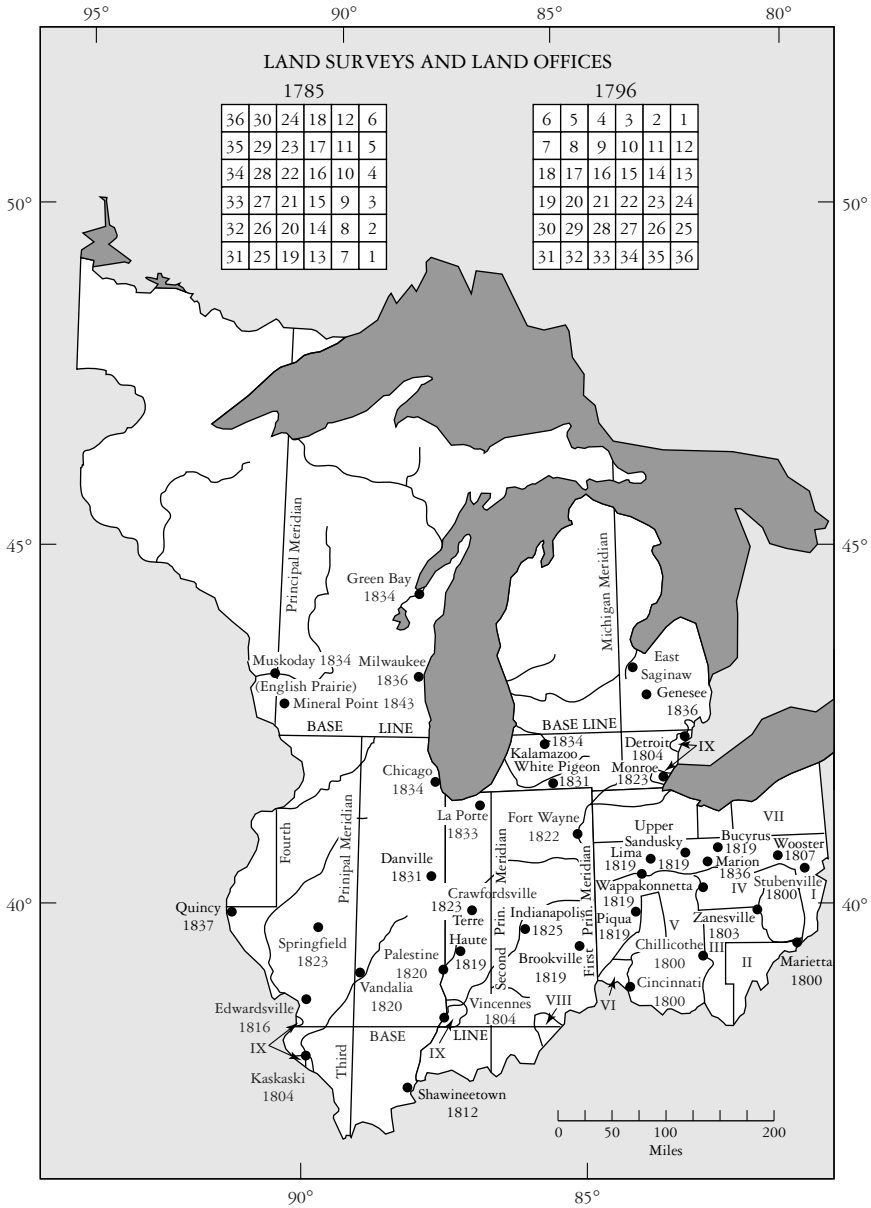 95° 90° 85° 80°
LAND SURVEYS AND LAND OFFICES
1785
36 30 24 18 12 6
35 29 23 17 11 5
34 28 22 16 10 4
33 27 21 15 9 3
32 26 20 14 8 2
31 25 19 13 7 1
1796
6 5 4 3 2 1
7 8 9 10 11 12
18 17 16 15 14 13
19 20 21 22 23 24
30 29 28 27 26 25
31 32 33 34 35 36
50° 50°
45° 45°
Principal Meridian
Michigan Meridian
Green Bay
1834
Muskoday 1834
(English Prairie)
Milwaukee
1836
Mineral Point 1843
East
Saginaw
Genesee
1836
BASE LINE
BASE LINE
1834
Kalamazoo
Detroit
1804
IX
White Pigeon
1831
Monroe
1823
Chicago
1834
La Porte
1833
Fort Wayne
1822
Fourth
Prinipal Meridian
Second Prin. Meridian
First Prin. Meridian
VII
Upper
Sandusky
1819
Bucyrus
1819
Wooster
1807
Lima
1819
Marion
1836
Danville
1831
Wappakonnetta
1819
IV
Stubenville
1800
I
Crawfordsville
1823
40° 40°
Quincy
1837
Terre
Haute
1819
Indianapolis
1825
Piqua
1819
V
Zanesville
1803
Springfield
1823
Palestine
1820
Brookville
1819
Chillicothe
1800
III
II
Marietta
1800
Vandalia
1820
Cincinnati
1800
VI
Edwardsville
1816
Vincennes
1804
VIII
IX
BASE LINE
IX
Third
Kaskaski
1804
Shawineetown
1812
0 50 100 200
Miles
90° 85°